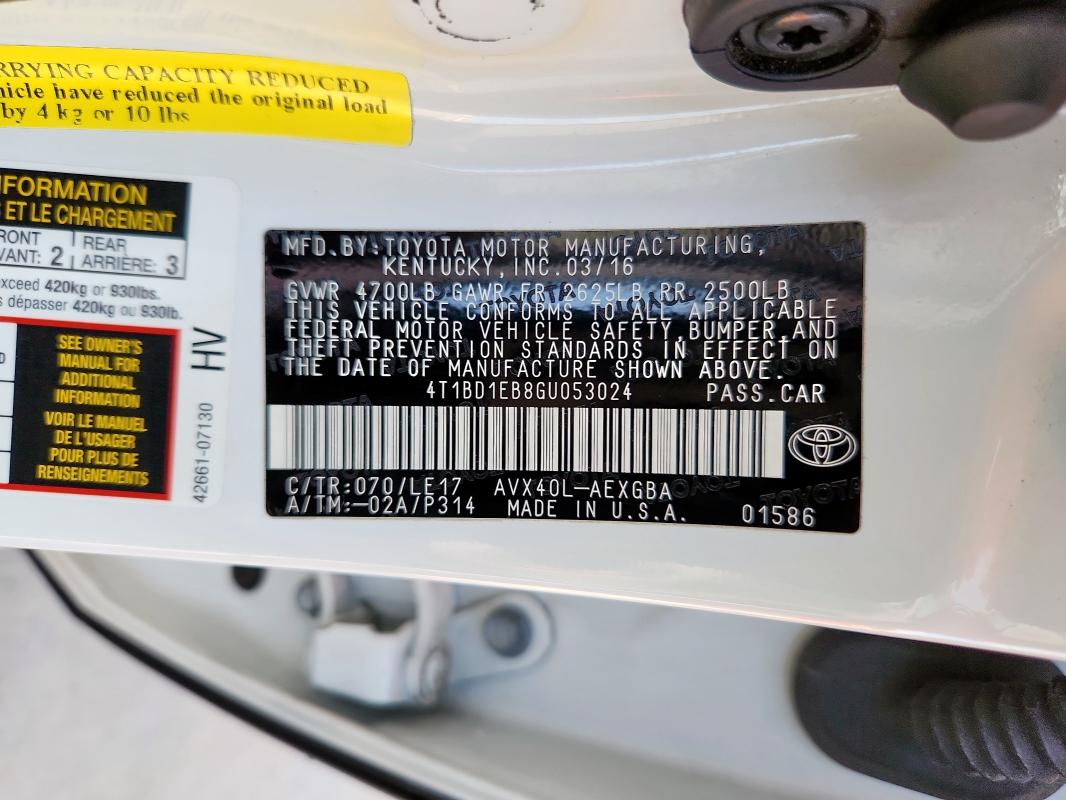 RRYING CAPACITY REDUCED
hicle have reduced the original load
by 4 kg or 10 lbs
NFORMATION
S ET LE CHARGEMENT
RONT
VANT: 2
REAR
ARRIÈRE: 3
exceed 420kg or 930lbs.
s dépasser 420kg ou 930lb.
SEE OWNER'S
MANUAL FOR
ADDITIONAL
INFORMATION
VOIR LE MANUEL
DE L'USAGER
POUR PLUS DE
RENSEIGNEMENTS
HV
42661-07130
MFD. BY: TOYOTA MOTOR MANUFACTURING,
KENTUCKY, INC. 03/16
GVWR 4700LB GAWR FR 2625LB RR 2500LB
THIS VEHICLE CONFORMS TO ALL APPLICABLE
FEDERAL MOTOR VEHICLE SAFETY, BUMPER, AND
THEFT PREVENTION STANDARDS IN EFFECT ON
THE DATE OF MANUFACTURE SHOWN ABOVE.
4T1BD1EB8GU053024 PASS. CAR
C/TR: 070/LE17 AVX40L-AEXGBA
A/TM: -02A/P314 MADE IN U.S.A. 01586